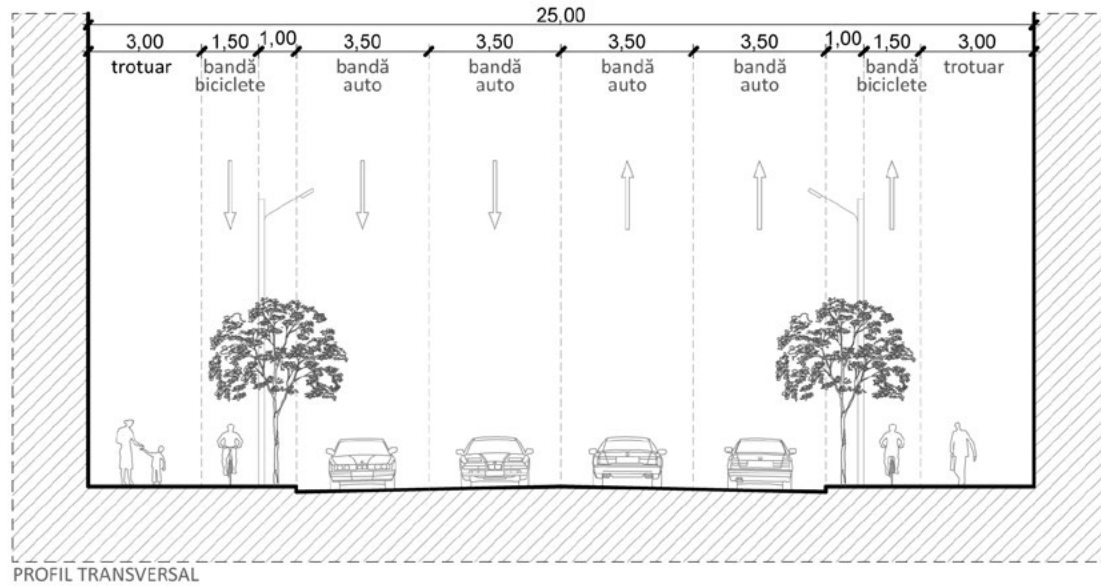 25,00
3,00 1,50 1,00 3,50 3,50 3,50 3,50 1,00 1,50 3,00
trotuar bandă bandă bandă bandă bandă bandă trotuar
biciclete auto auto auto auto biciclete
PROFIL TRANSVERSAL